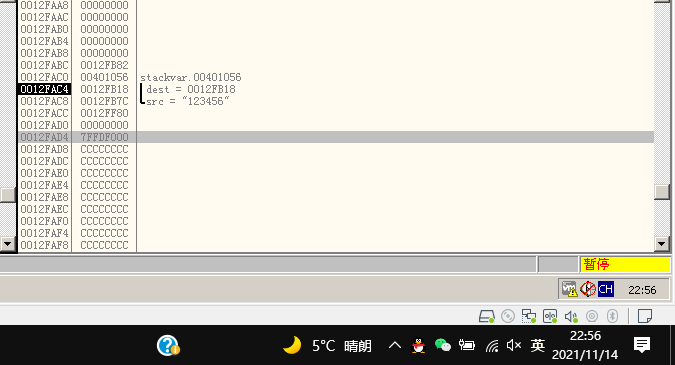 0012FAA8 00000000
0012FAAC 00000000
0012FAB0 00000000
0012FAB4 00000000
0012FAB8 00000000
0012FABC 0012FB82
0012FAC0 00401056 stackvar.00401056
0012FAC4 0012FB18 dest = 0012FB18
0012FAC8 0012FB7C src = "123456"
0012FACC 0012FF80
0012FAD0 00000000
0012FAD4 7FFDF000
0012FAD8 CCCCCCCC
0012FADC CCCCCCCC
0012FAE0 CCCCCCCC
0012FAE4 CCCCCCCC
0012FAE8 CCCCCCCC
0012FAEC CCCCCCCC
0012FAF0 CCCCCCCC
0012FAF4 CCCCCCCC
0012FAF8 CCCCCCCC
暂停
CH 22:56
5°C 晴朗 英 22:56
2021/11/14